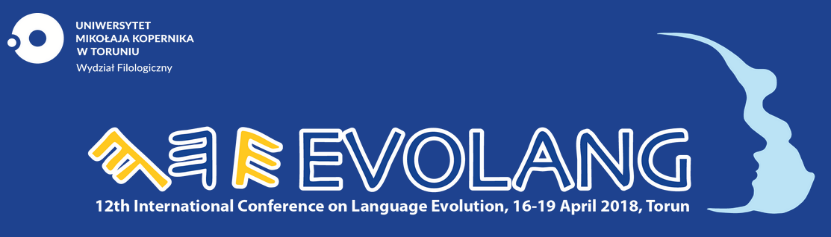 UNIWERSYTET
MIKOŁAJA KOPERNIKA
W TORUNIU
Wydział Filologiczny
EVOLANG
12th International Conference on Language Evolution, 16-19 April 2018, Torun